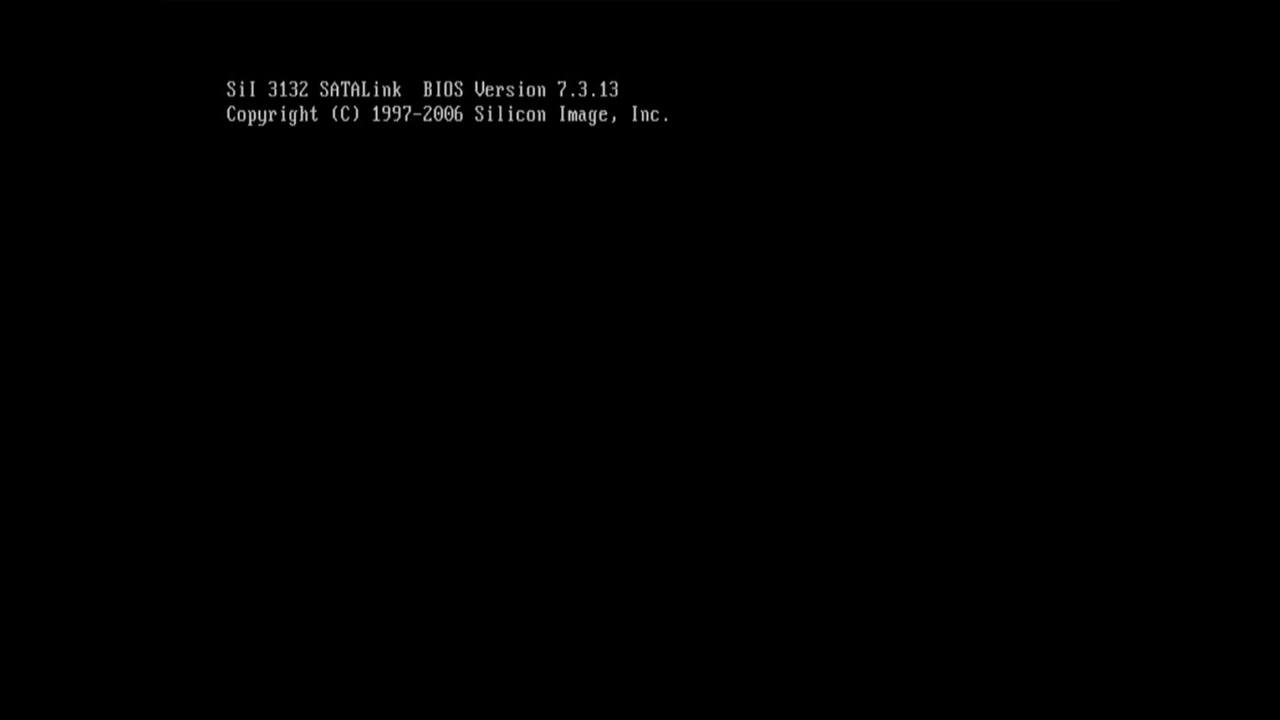 SiI 3132 SATALink  BIOS Version 7.3.13
Copyright (C) 1997-2006 Silicon Image, Inc.